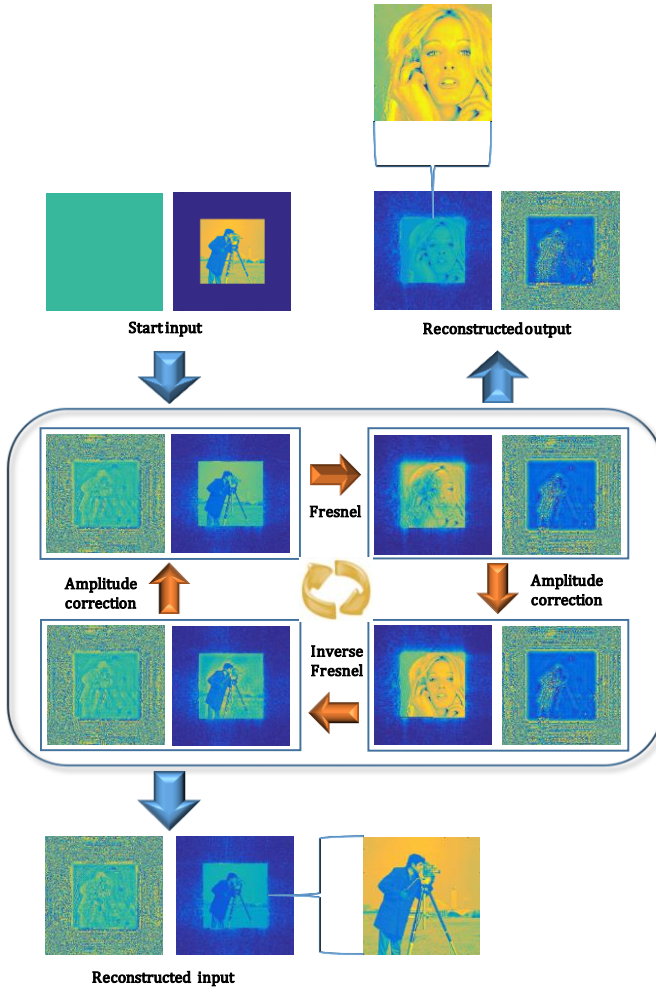 Start input
Reconstructed output
Fresnel
Amplitude
correction
Amplitude
correction
Inverse
Fresnel
Reconstructed input